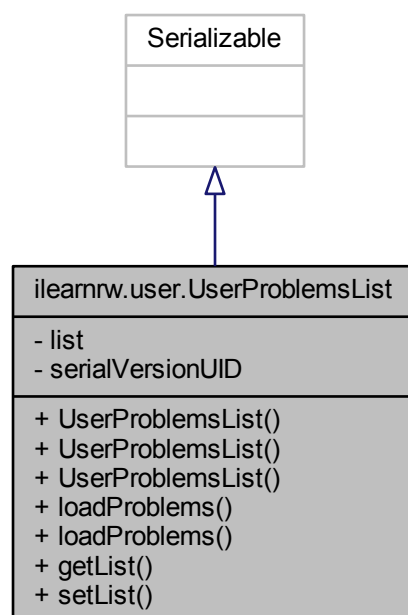 Serializable
ilearnrw.user.UserProblemsList
- list
- serialVersionUID
+ UserProblemsList()
+ UserProblemsList()
+ UserProblemsList()
+ loadProblems()
+ loadProblems()
+ getList()
+ setList()